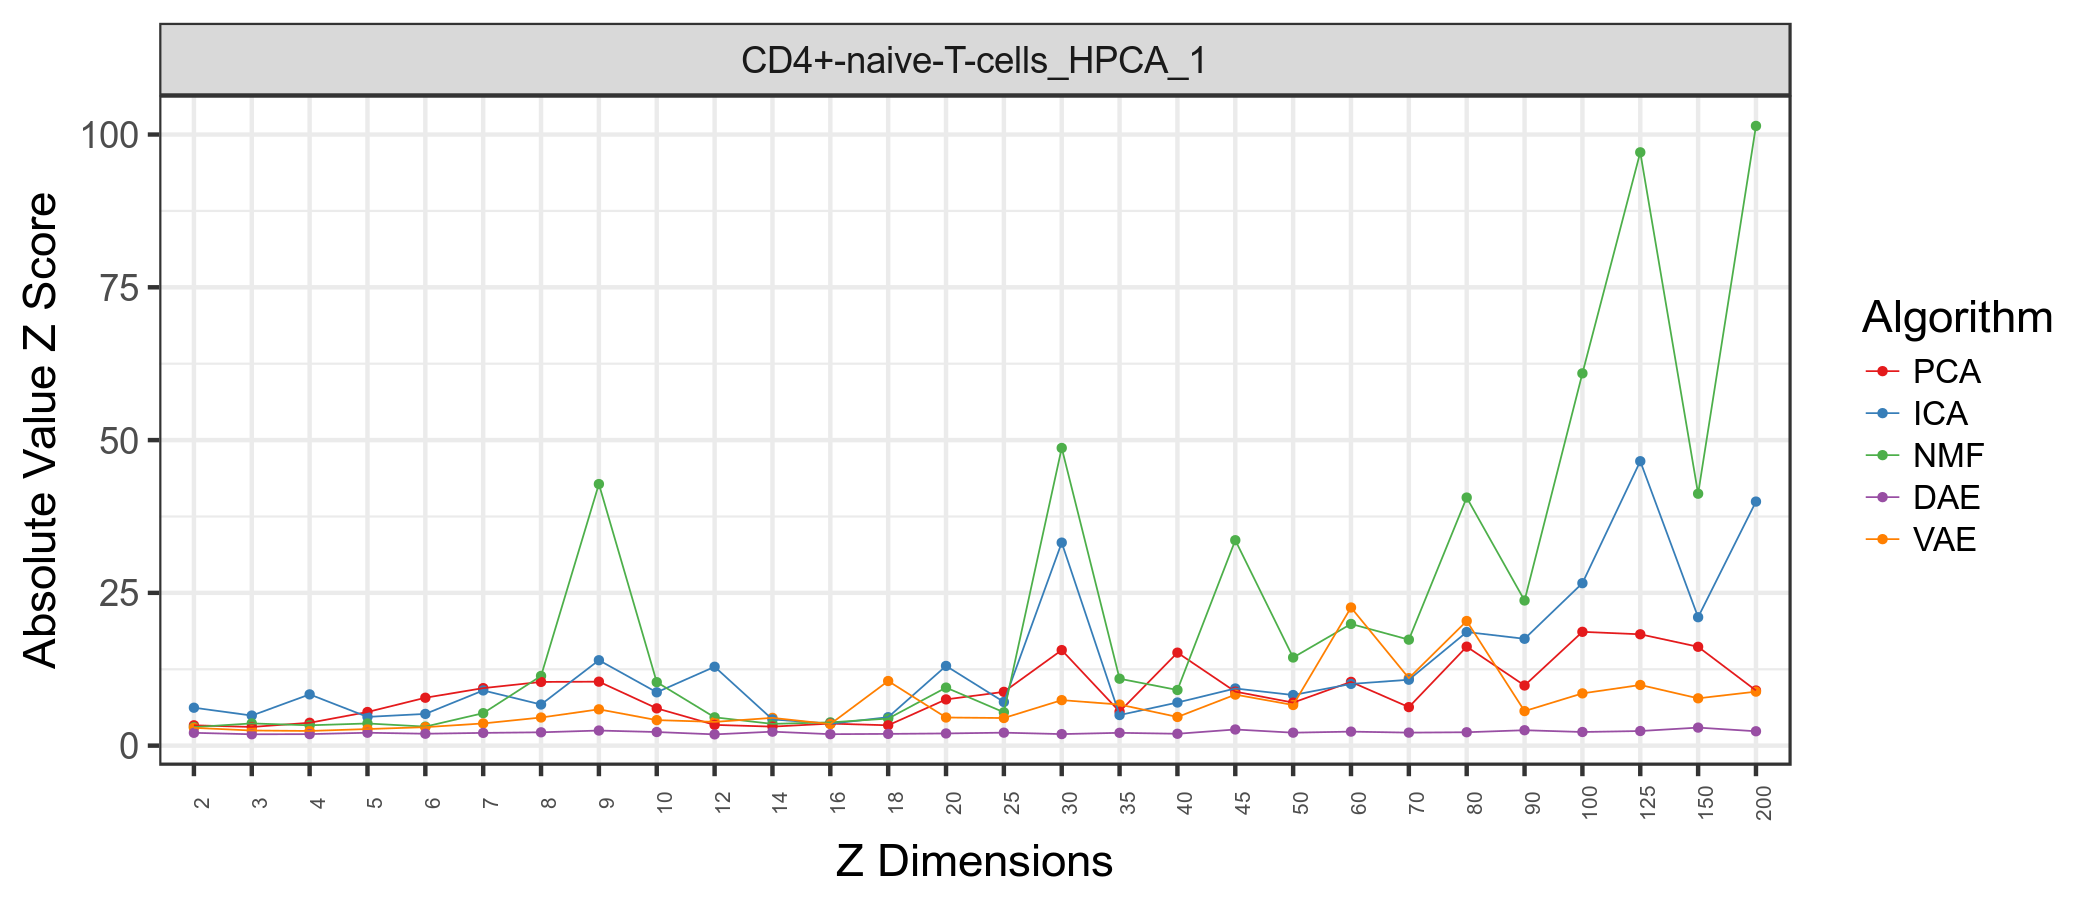 CD4+-naive-T-cells_HPCA_1
Absolute Value Z Score
100
75
50
25
0
2 3 4 5 6 7 8 9 10 12 14 16 18 20 25 30 35 40 45 50 60 70 80 90 100 125 150 200
Z Dimensions
Algorithm
PCA
ICA
NMF
DAE
VAE